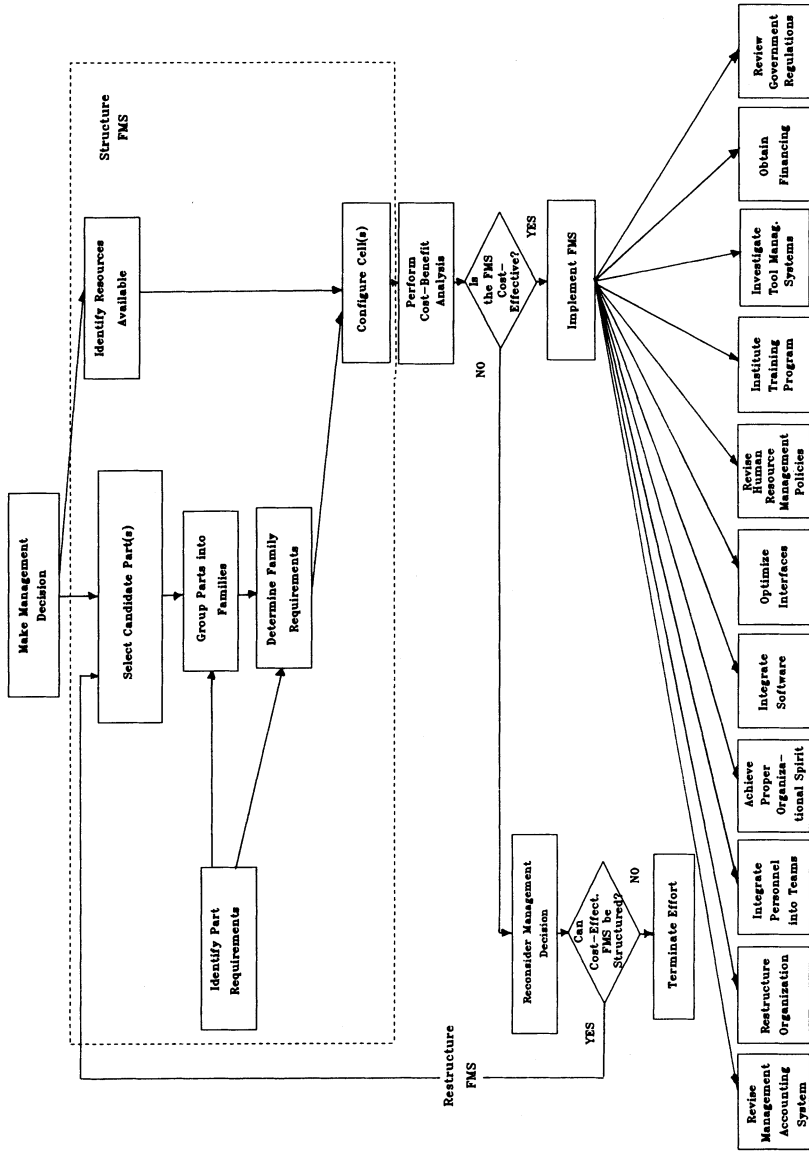 Make Management
Decision
Structure
FMS
Identify Resources
Available
Select Candidate Part(s)
Group Parts into
Families
Determine Family
Requirements
Identify Part
Requirements
Configure Cell(s)
Perform
Cost-Benefit
Analysis
Is
the FMS
Cost-
Effective?
NO
YES
Implement FMS
Reconsider Management
Decision
Can
Cost-Effect.
FMS be
Structured?
YES
NO
Terminate Effort
Restructure
FMS
Revise
Management
Accounting
System
Restructure
Organization
Integrate
Personnel
into Teams
Achieve
Proper
Organiza-
tional Spirit
Integrate
Software
Optimize
Interfaces
Revise
Human
Resource
Management
Policies
Institute
Training
Program
Investigate
Tool Manag.
Systems
Obtain
Financing
Review
Government
Regulations